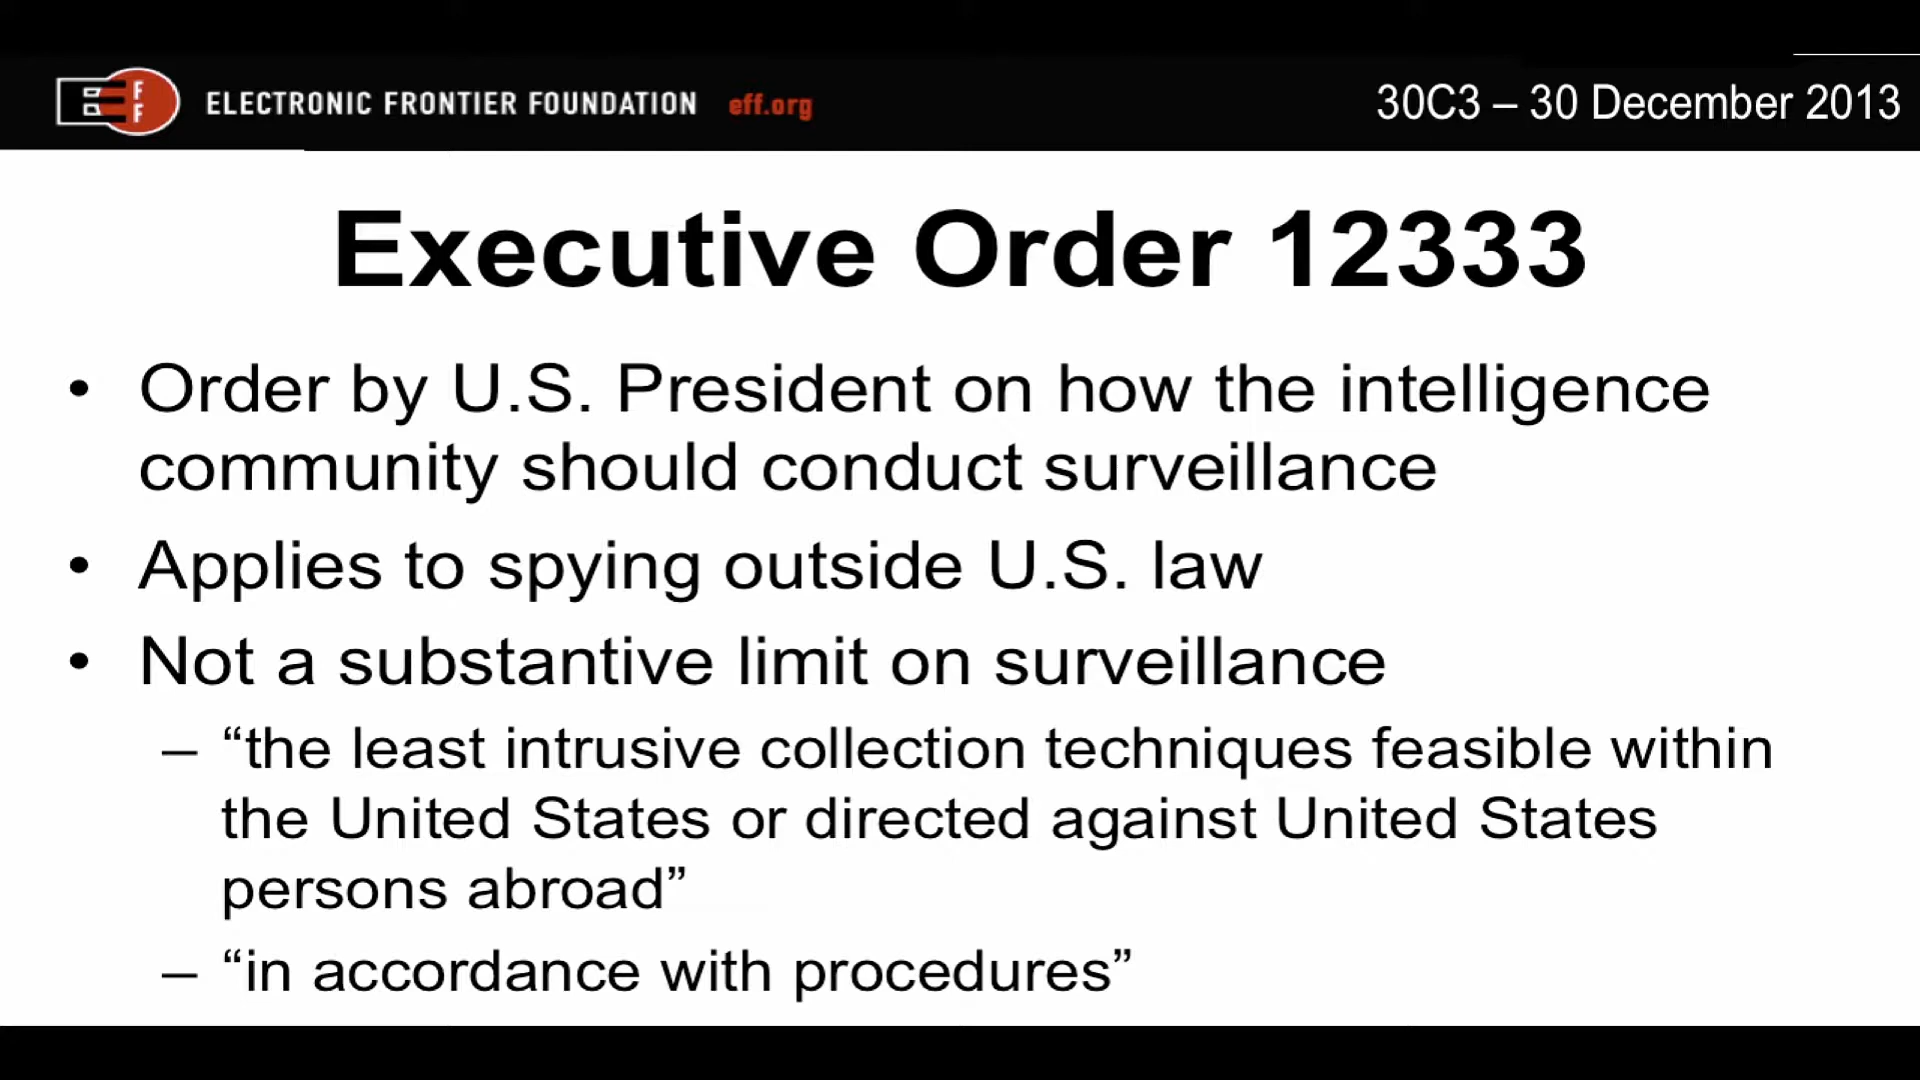 EFF ELECTRONIC FRONTIER FOUNDATION eff.org 30C3 – 30 December 2013
Executive Order 12333
• Order by U.S. President on how the intelligence
community should conduct surveillance
• Applies to spying outside U.S. law
• Not a substantive limit on surveillance
– “the least intrusive collection techniques feasible within
the United States or directed against United States
persons abroad”
– “in accordance with procedures”